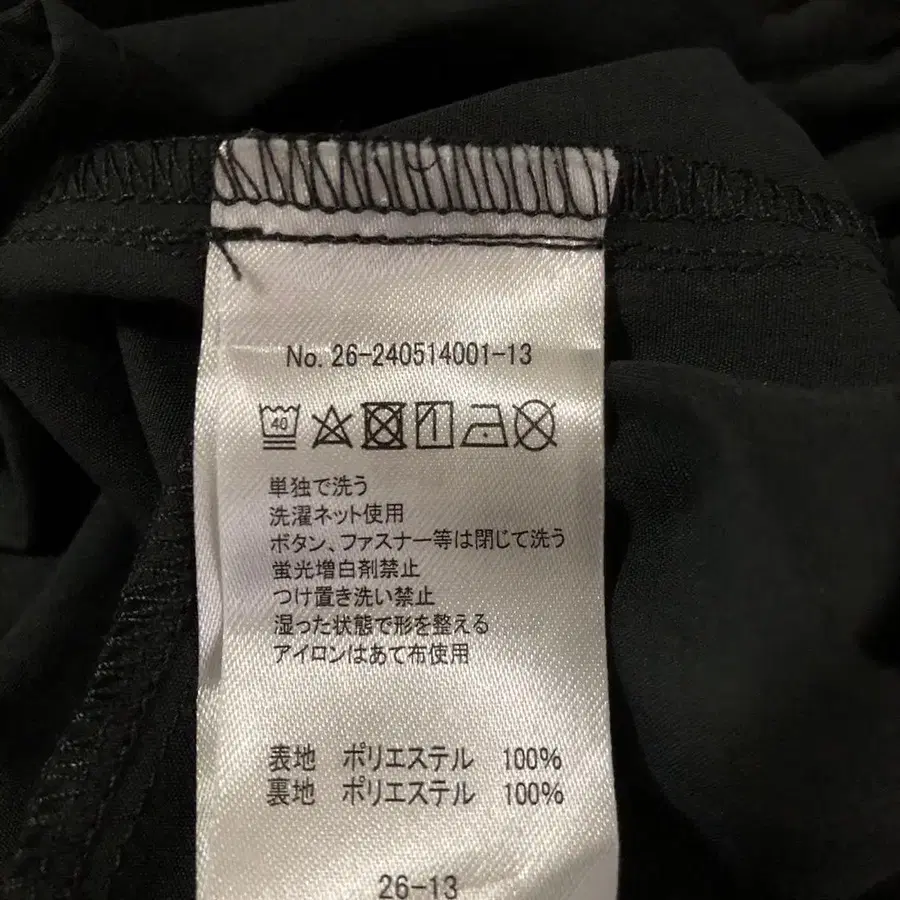 No. 26-240514001-13
40
単独で洗う
洗濯ネット使用
ボタン、ファスナー等は閉じて洗う
蛍光増白剤禁止
つけ置き洗い禁止
湿った状態で形を整える
アイロンはあて布使用
表地 ポリエステル 100%
裏地 ポリエステル 100%
26-13